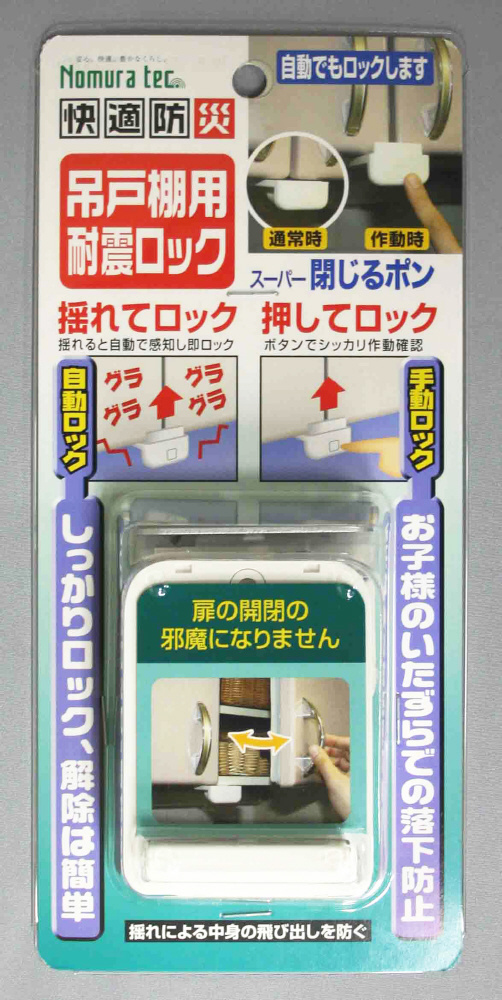 安心。快適。豊かなくらし。
Nomura tec.
快適防災
自動でもロックします
吊戸棚用
耐震ロック
通常時
作動時
スーパー閉じるポン
揺れてロック
揺れると自動で感知し即ロック
押してロック
ボタンでシッカリ作動確認
自動ロック
グラ
グラ
グラ
グラ
手動ロック
しっかりロック、解除は簡単
お子様のいたずらでの落下防止
扉の開閉の
邪魔になりません
揺れによる中身の飛び出しを防ぐ